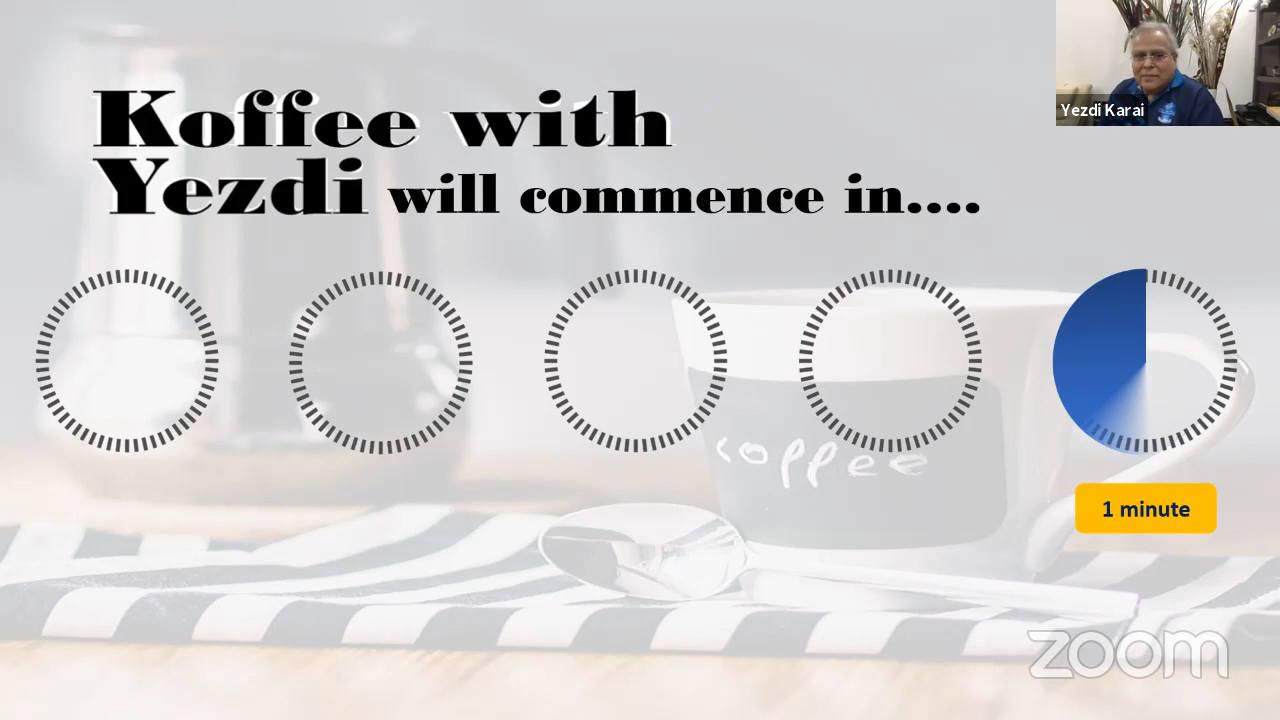 Koffee with
Yezdi will commence in....
Yezdi Karai
coffee
1 minute
zoom